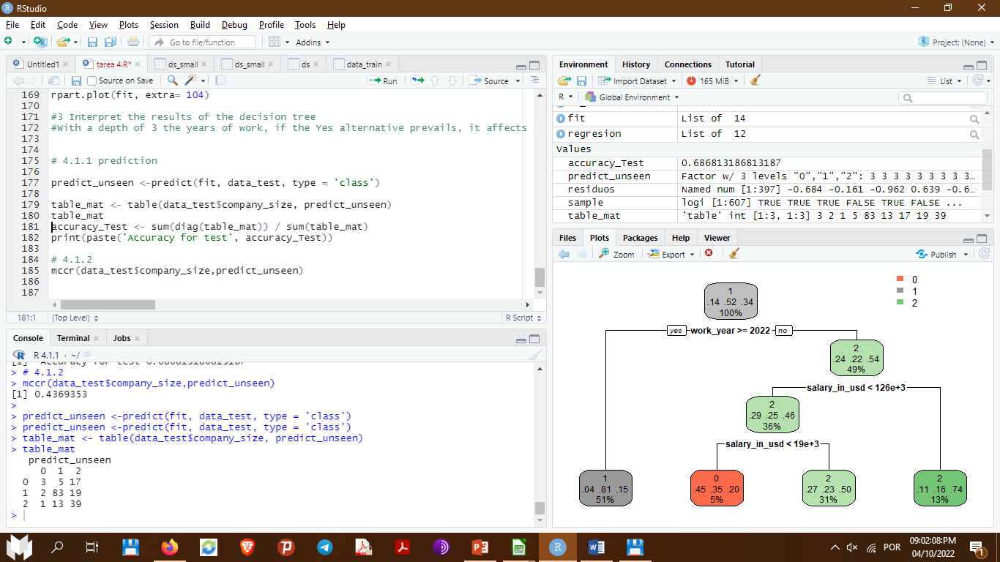 RStudio
File Edit Code View Plots Session Build Debug Profile Tools Help
Go to file/function
Addins
Project: (None)
Untitled1
tarea 4.R*
ds_small
ds_small
ds
data_train
Source on Save
Run
Source
169 rpart.plot(fit, extra= 104)
170
171 #3 Interpret the results of the decision tree
172 #With a depth of 3 the years of work, if the Yes alternative prevails, it affects
173
174
175 # 4.1.1 prediction
176
177 predict_unseen <-predict(fit, data_test, type = 'class')
178
179 table_mat <- table(data_test$company_size, predict_unseen)
180 table_mat
181 accuracy_Test <- sum(diag(table_mat)) / sum(table_mat)
182 print(paste('Accuracy for test', accuracy_Test))
183
184 # 4.1.2
185 mccr(data_test$company_size,predict_unseen)
186
187
181:1 (Top Level) R Script
Console Terminal Jobs
R 4.1.1 · ~/
[1] "Accuracy for test 0.686813186813187"
> # 4.1.2
> mccr(data_test$company_size,predict_unseen)
[1] 0.4369353
>
> predict_unseen <-predict(fit, data_test, type = 'class')
> predict_unseen <-predict(fit, data_test, type = 'class')
> table_mat <- table(data_test$company_size, predict_unseen)
> table_mat
predict_unseen
0 1 2
0 3 5 17
1 2 83 19
2 1 13 39
>
Environment History Connections Tutorial
Import Dataset 165 MiB List
R Global Environment
fit List of 14
regresion List of 12
Values
accuracy_Test 0.686813186813187
predict_unseen Factor w/ 3 levels "0","1","2": 3 3 3 3 3 3 3 3 3…
residuos Named num [1:397] -0.684 -0.161 -0.962 0.639 -0.6…
sample logi [1:607] TRUE TRUE TRUE FALSE TRUE FALSE ...
table_mat 'table' int [1:3, 1:3] 3 2 1 5 83 13 17 19 39
Files Plots Packages Help Viewer
Zoom Export Publish
0
1
2
1
.14 .52 .34
100%
yes work_year >= 2022 no
2
.24 .22 .54
49%
salary_in_usd < 126e+3
2
.29 .25 .46
36%
salary_in_usd < 19e+3
1
.04 .81 .15
51%
0
.45 .35 .20
5%
2
.27 .23 .50
31%
2
.11 .16 .74
13%
POR
09:02:08:PM
04/10/2022
1